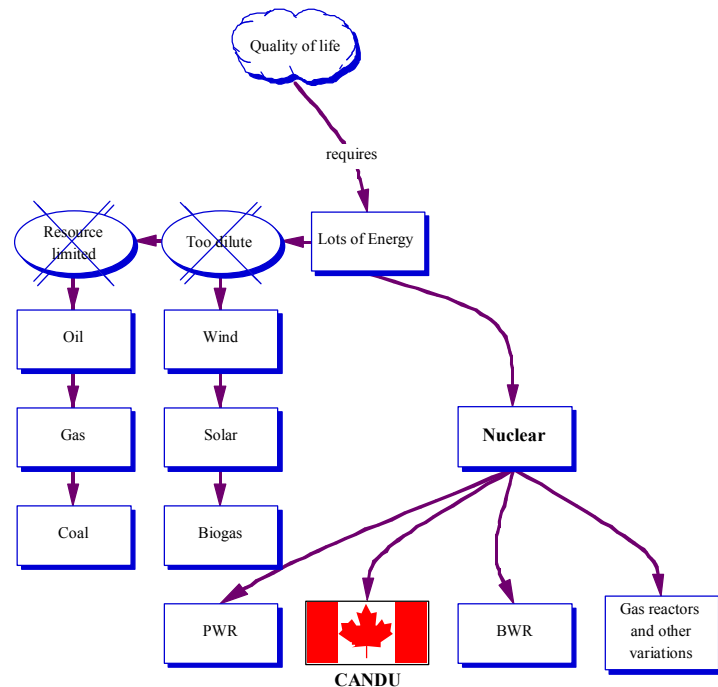 Quality of life
requires
Resource
limited
Too dilute
Lots of Energy
Oil
Wind
Gas
Solar
Nuclear
Coal
Biogas
PWR
BWR
Gas reactors
and other
variations
CANDU